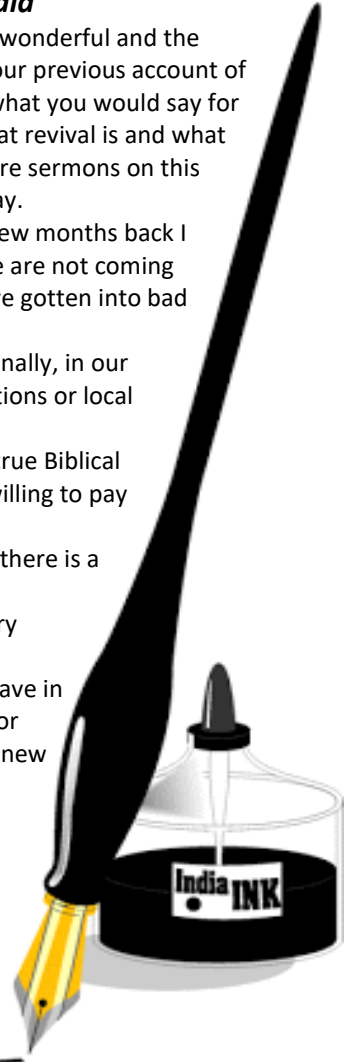 wonderful and the
our previous account of
what you would say for
at revival is and what
re sermons on this
ay.
ew months back I
e are not coming
e gotten into bad
nally, in our
tions or local
rue Biblical
willing to pay
there is a
ry
ave in
or
new
India
INK